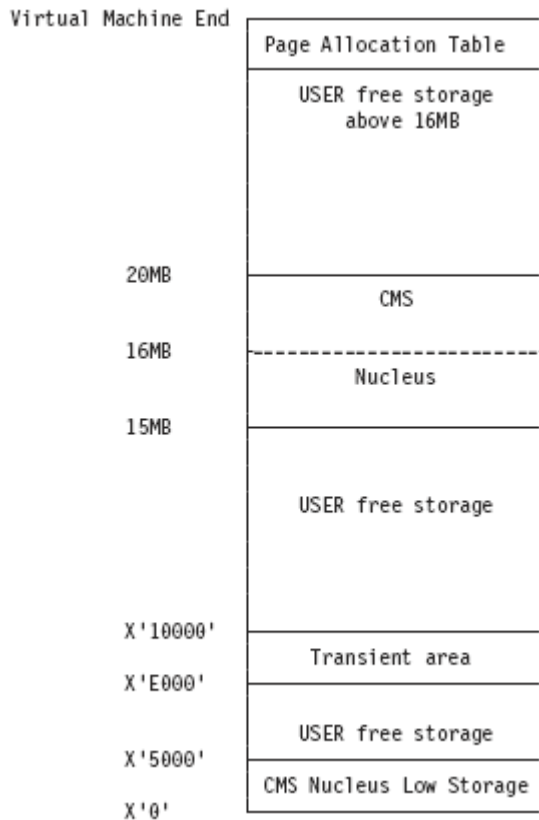 Virtual Machine End
Page Allocation Table
USER free storage
above 16MB
20MB
CMS
16MB
Nucleus
15MB
USER free storage
X'10000'
Transient area
X'E000'
USER free storage
X'5000'
CMS Nucleus Low Storage
X'0'